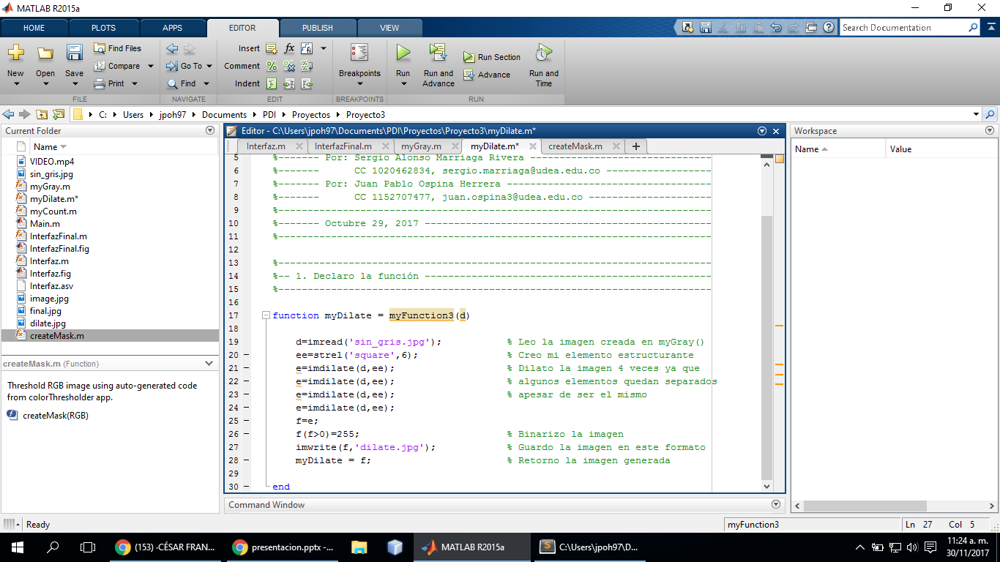 MATLAB R2015a
HOME PLOTS APPS EDITOR PUBLISH VIEW
Search Documentation
New Open Save Find Files Compare Print
Go To Find
Insert fx
Comment
Indent
Breakpoints
Run Run and Advance Run Section Advance Run and Time
FILE NAVIGATE EDIT BREAKPOINTS RUN
C: Users jpoh97 Documents PDI Proyectos Proyecto3
Current Folder
Name
VIDEO.mp4
sin_gris.jpg
myGray.m
myDilate.m*
myCount.m
Main.m
InterfazFinal.m
InterfazFinal.fig
Interfaz.m
Interfaz.fig
Interfaz.asv
image.jpg
final.jpg
dilate.jpg
createMask.m
createMask.m (Function)
Threshold RGB image using auto-generated code
from colorThresholder app.
createMask(RGB)
Editor - C:\Users\jpoh97\Documents\PDI\Proyectos\Proyecto3\myDilate.m*
Interfaz.m InterfazFinal.m myGray.m myDilate.m* createMask.m
5 %------- Por: Sergio Alonso Marriaga Rivera -------------------------------
6 %------- CC 1020462834, sergio.marriaga@udea.edu.co -------------------
7 %------- Por: Juan Pablo Ospina Herrera -----------------------------------
8 %------- CC 1152707477, juan.ospina3@udea.edu.co ----------------------
9 %--------------------------------------------------------------------------
10 %------- Octubre 29, 2017 -------------------------------------------------
11 %--------------------------------------------------------------------------
12
13 %--------------------------------------------------------------------------
14 %-- 1. Declaro la función -------------------------------------------------
15 %--------------------------------------------------------------------------
16
17 function myDilate = myFunction3(d)
18
19 d=imread('sin_gris.jpg'); % Leo la imagen creada en myGray()
20 – ee=strel('square',6); % Creo mi elemento estructurante
21 – e=imdilate(d,ee); % Dilato la imagen 4 veces ya que
22 – e=imdilate(d,ee); % algunos elementos quedan separados
23 – e=imdilate(d,ee); % apesar de ser el mismo
24 – e=imdilate(d,ee);
25 – f=e;
26 – f(f>0)=255; % Binarizo la imagen
27 – imwrite(f,'dilate.jpg'); % Guardo la imagen en este formato
28 – myDilate = f; % Retorno la imagen generada
29
30 – end
Command Window
Workspace
Name Value
Ready
myFunction3 Ln 27 Col 5
(153) -CÉSAR FRAN... presentacion.pptx -... MATLAB R2015a C:\Users\jpoh97\D...
11:24 a. m.
30/11/2017